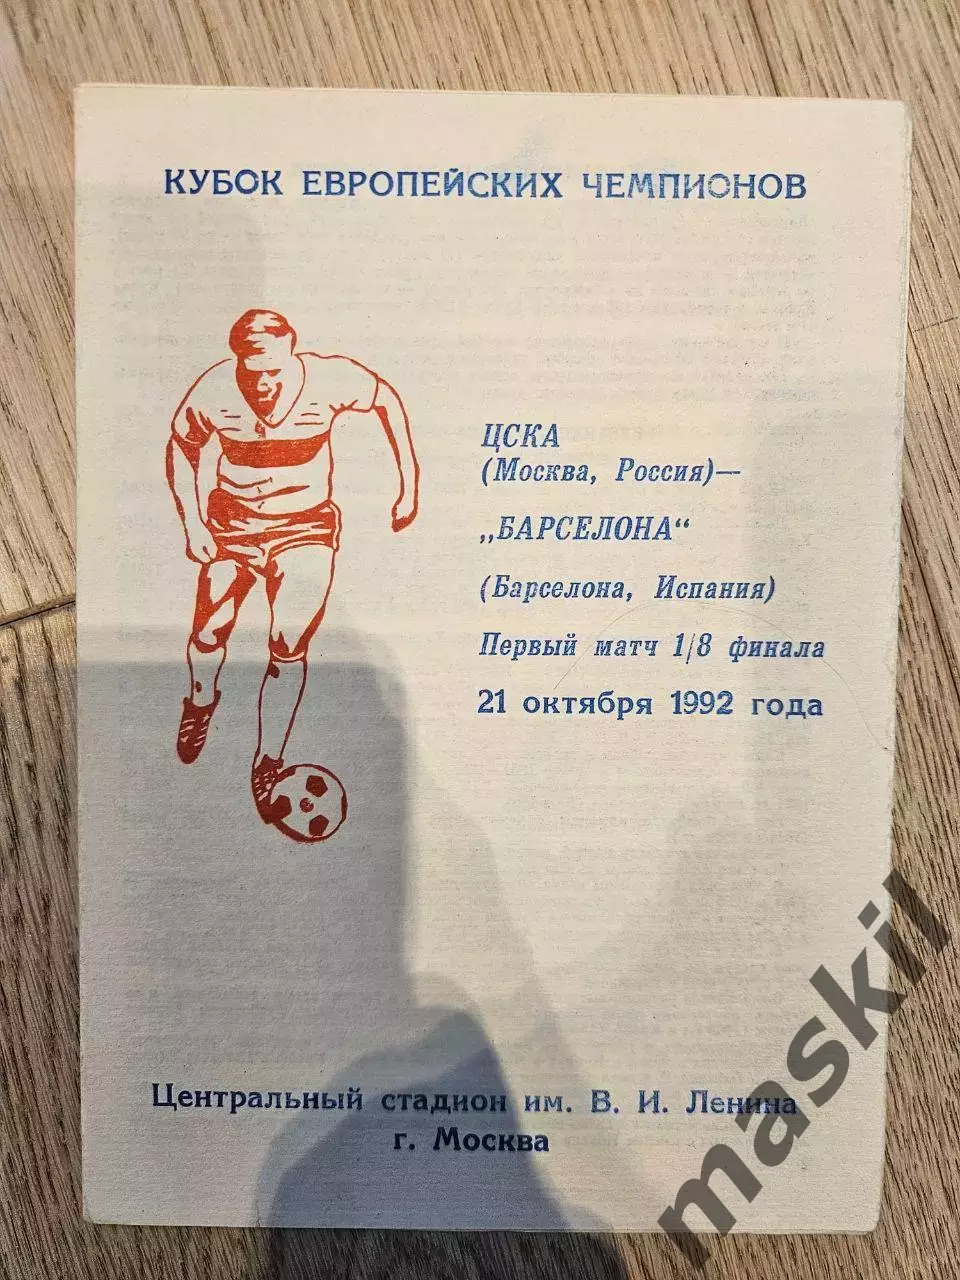 КУБОК ЕВРОПЕЙСКИХ ЧЕМПИОНОВ
ЦСКА
(Москва, Россия)—
„БАРСЕЛОНА“
(Барселона, Испания)
Первый матч 1/8 финала
21 октября 1992 года
Центральный стадион им. В. И. Ленина
г. Москва
maskil